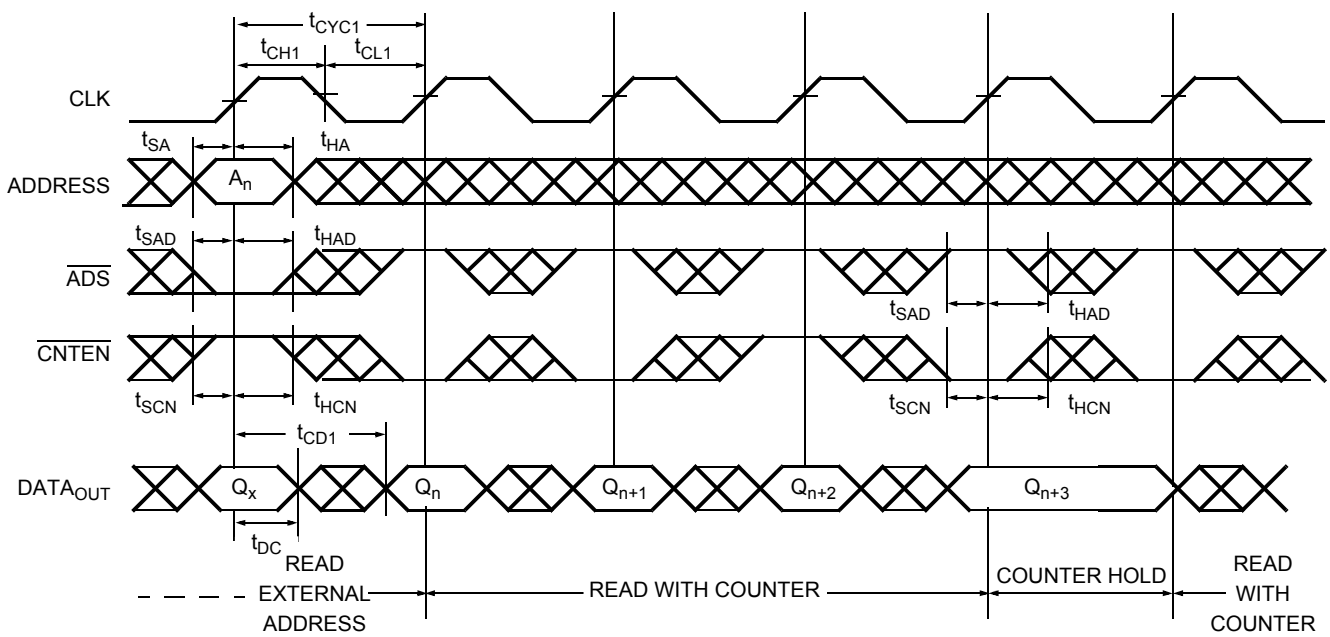 tCYC1
tCH1 tCL1
CLK
tSA tHA
ADDRESS An
tSAD tHAD
ADS
tSAD tHAD
CNTEN
tSCN tHCN tSCN tHCN
tCD1
DATAOUT Qx Qn Qn+1 Qn+2 Qn+3
tDC
READ EXTERNAL ADDRESS
READ WITH COUNTER
COUNTER HOLD
READ WITH COUNTER